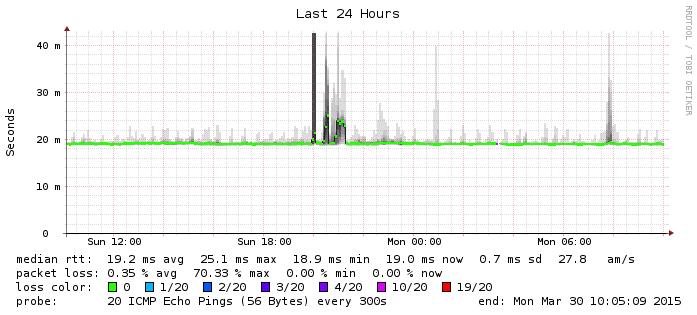 Last 24 Hours
RRDTOOL / TOBI OETIKER
Seconds
40 m
30 m
20 m
10 m
0
Sun 12:00 Sun 18:00 Mon 00:00 Mon 06:00
median rtt: 19.2 ms avg 25.1 ms max 18.9 ms min 19.0 ms now 0.7 ms sd 27.8 am/s
packet loss: 0.35 % avg 70.33 % max 0.00 % min 0.00 % now
loss color: 0 1/20 2/20 3/20 4/20 10/20 19/20
probe: 20 ICMP Echo Pings (56 Bytes) every 300s end: Mon Mar 30 10:05:09 2015